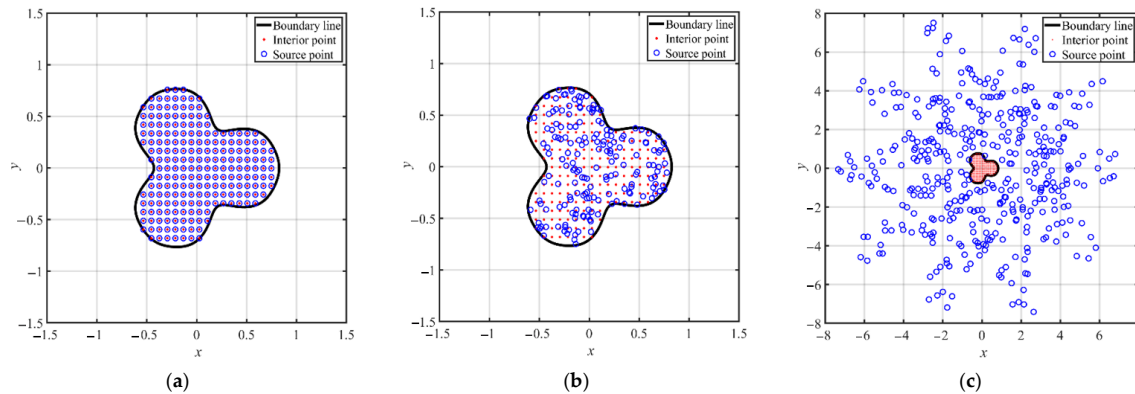 1.5
1
0.5
0
−0.5
−1
−1.5
y
−1.5 −1 −0.5 0 0.5 1 1.5
x
Boundary line
Interior point
Source point
(a)
1.5
1
0.5
0
−0.5
−1
−1.5
y
−1.5 −1 −0.5 0 0.5 1 1.5
x
Boundary line
Interior point
Source point
(b)
8
6
4
2
0
−2
−4
−6
−8
y
−8 −6 −4 −2 0 2 4 6 8
x
Boundary line
Interior point
Source point
(c)